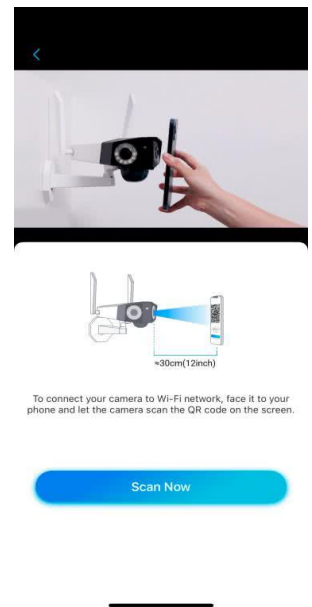 ≈30cm(12inch)
To connect your camera to Wi-Fi network, face it to your
phone and let the camera scan the QR code on the screen.
Scan Now